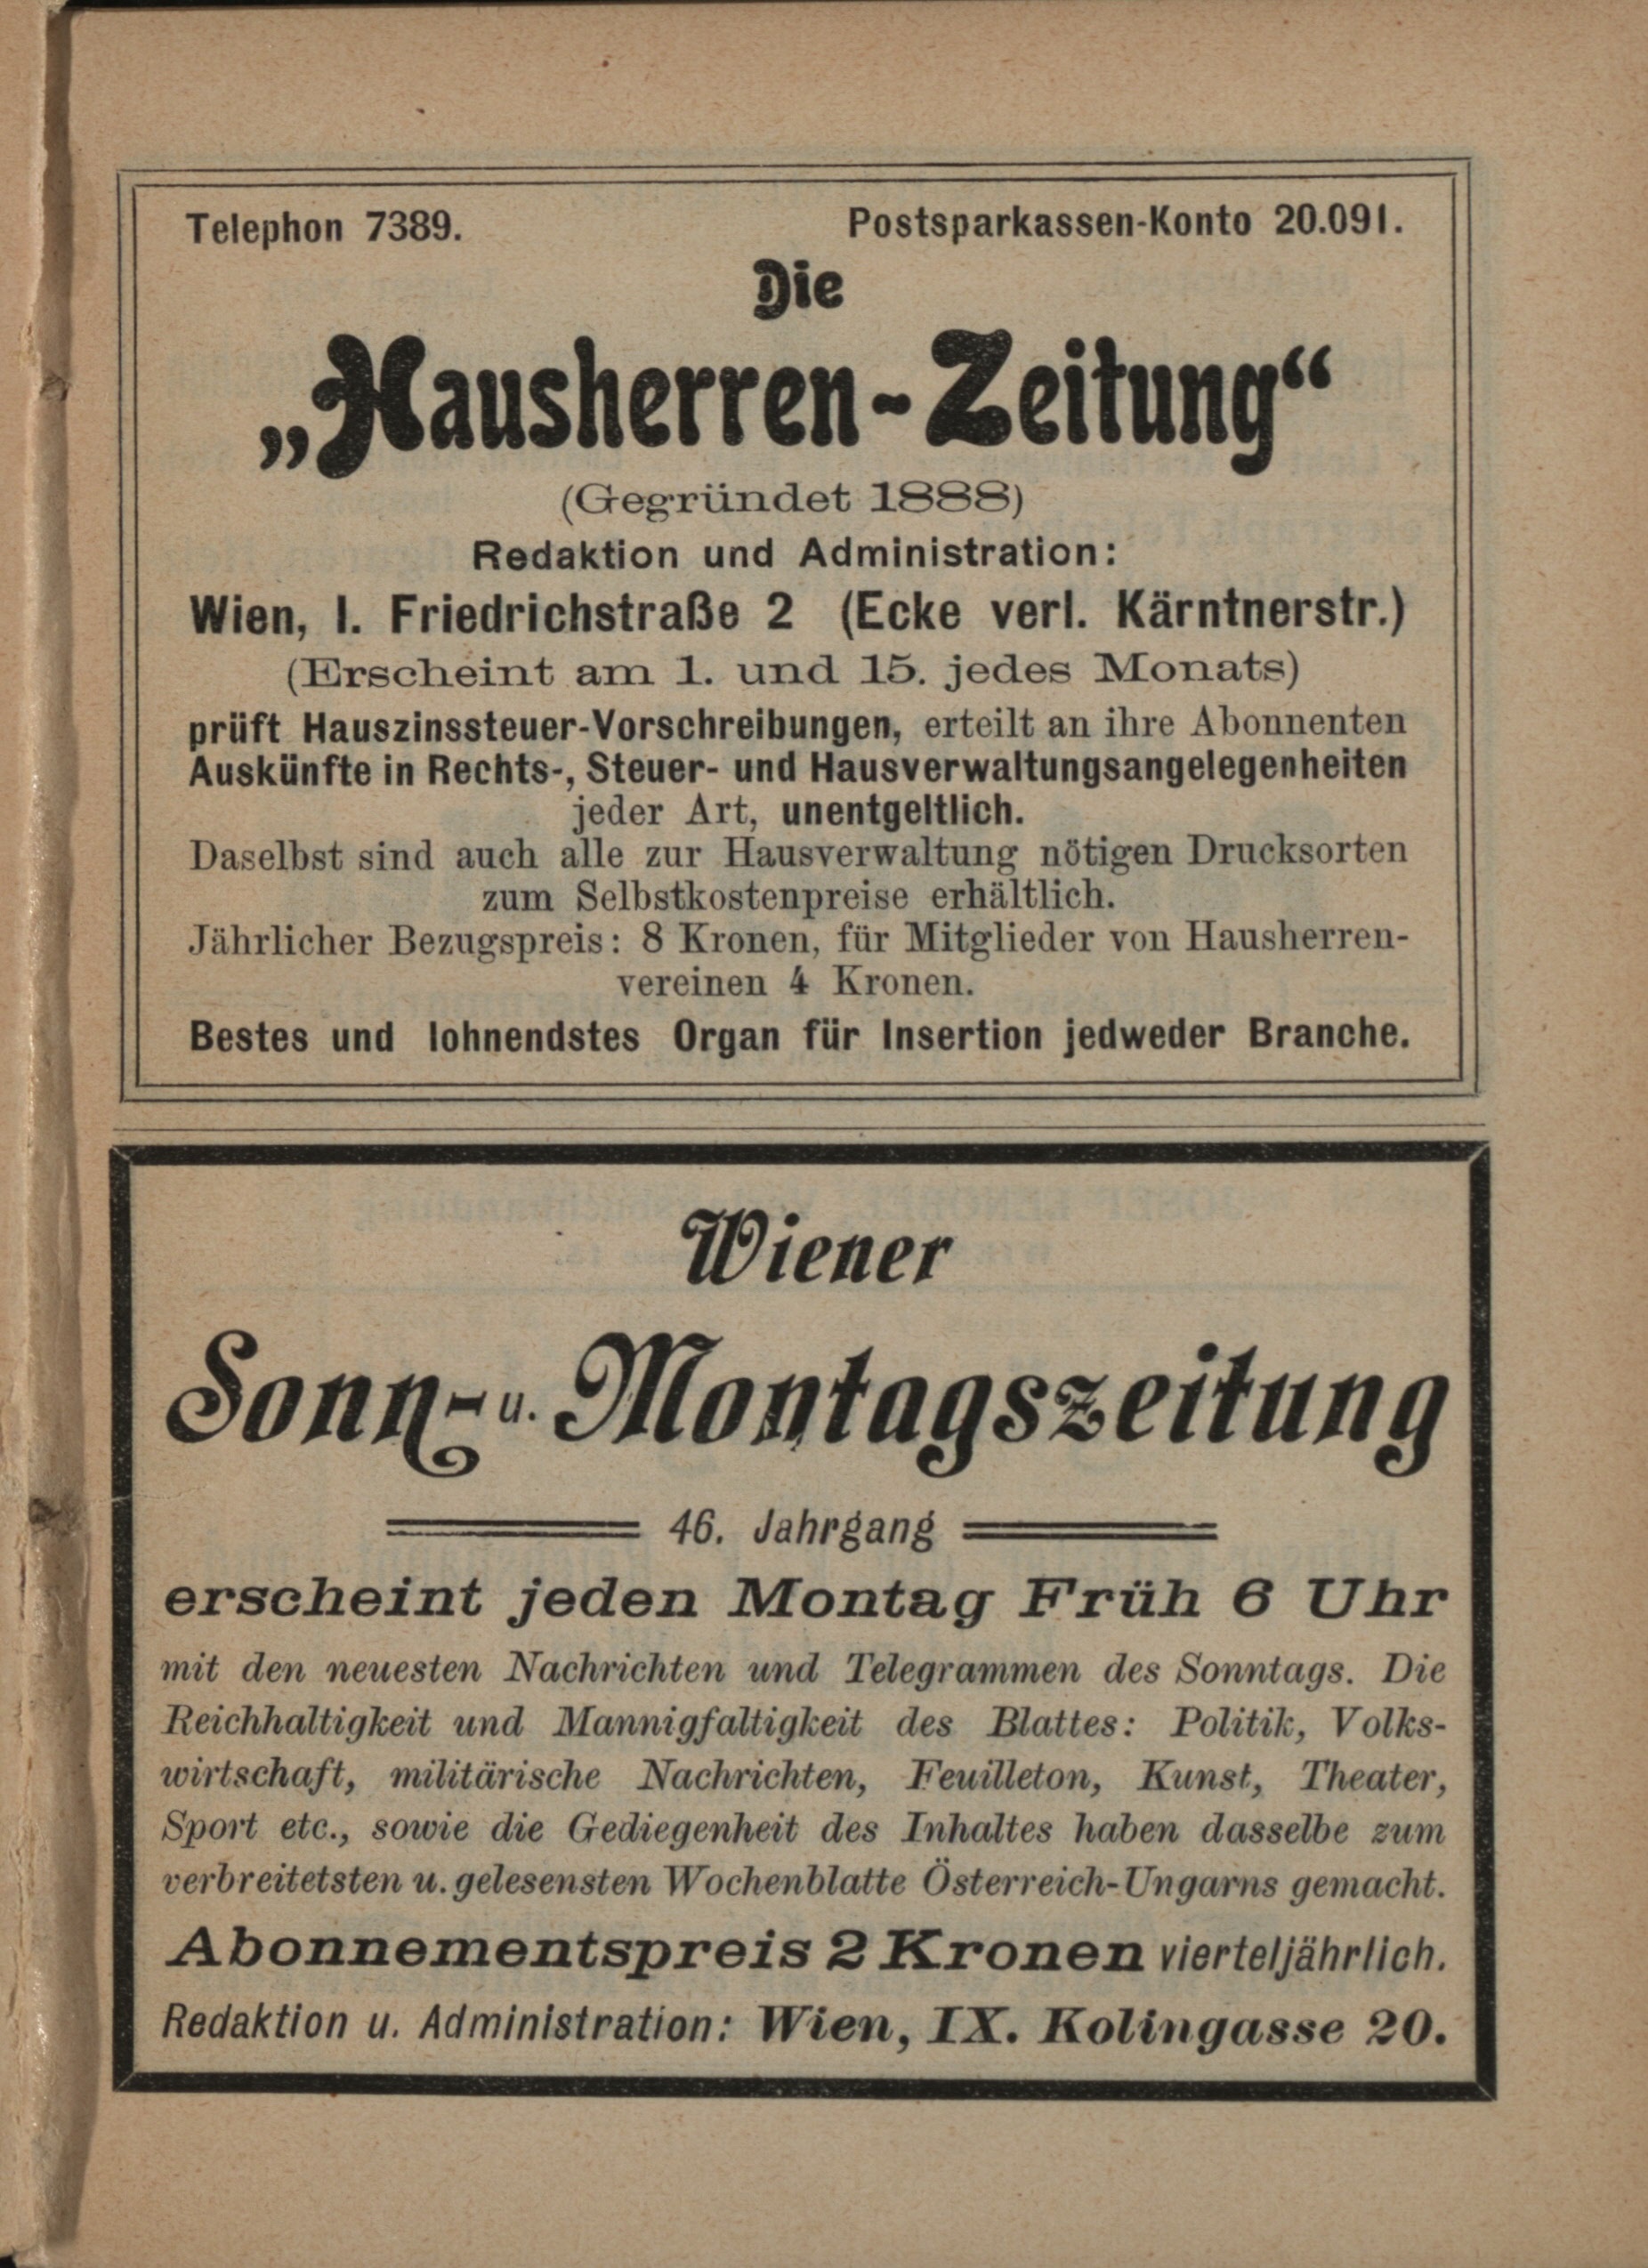 Telephon 7389. Postsparkassen-Konto 20.091.
Die
„Hausherren-Zeitung“
(Gegründet 1888)
Redaktion und Administration:
Wien, I. Friedrichstraße 2 (Ecke verl. Kärntnerstr.)
(Erscheint am 1. und 15. jedes Monats)
prüft Hauszinssteuer-Vorschreibungen, erteilt an ihre Abonnenten
Auskünfte in Rechts-, Steuer- und Hausverwaltungsangelegenheiten
jeder Art, unentgeltlich.
Daselbst sind auch alle zur Hausverwaltung nötigen Drucksorten
zum Selbstkostenpreise erhältlich.
Jährlicher Bezugspreis: 8 Kronen, für Mitglieder von Hausherren-
vereinen 4 Kronen.
Bestes und lohnendstes Organ für Insertion jedweder Branche.
Wiener
Sonn- u. Montagszeitung
46. Jahrgang
erscheint jeden Montag Früh 6 Uhr
mit den neuesten Nachrichten und Telegrammen des Sonntags. Die
Reichhaltigkeit und Mannigfaltigkeit des Blattes: Politik, Volks-
wirtschaft, militärische Nachrichten, Feuilleton, Kunst, Theater,
Sport etc., sowie die Gediegenheit des Inhaltes haben dasselbe zum
verbreitetsten u. gelesensten Wochenblatte Österreich-Ungarns gemacht.
Abonnementspreis 2 Kronen vierteljährlich.
Redaktion u. Administration: Wien, IX. Kolingasse 20.